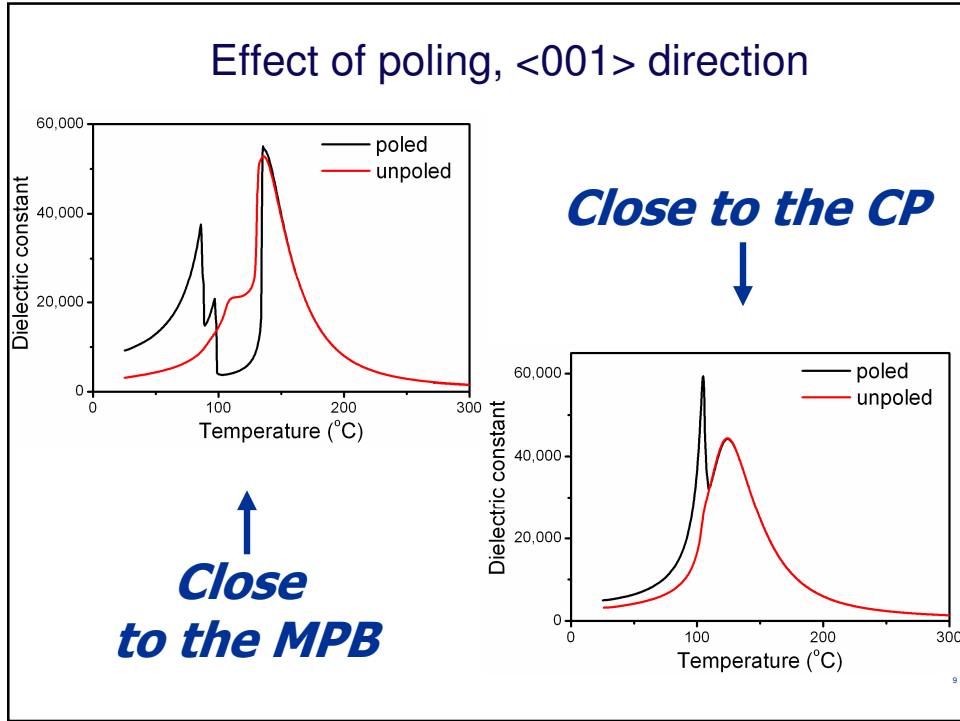 Effect of poling, <001> direction
60,000
40,000
20,000
0
Dielectric constant
poled
unpoled
0
100
200
300
Temperature (°C)
Close to the CP
Close
to the MPB
60,000
40,000
20,000
0
Dielectric constant
poled
unpoled
0
100
200
300
Temperature (°C)
9